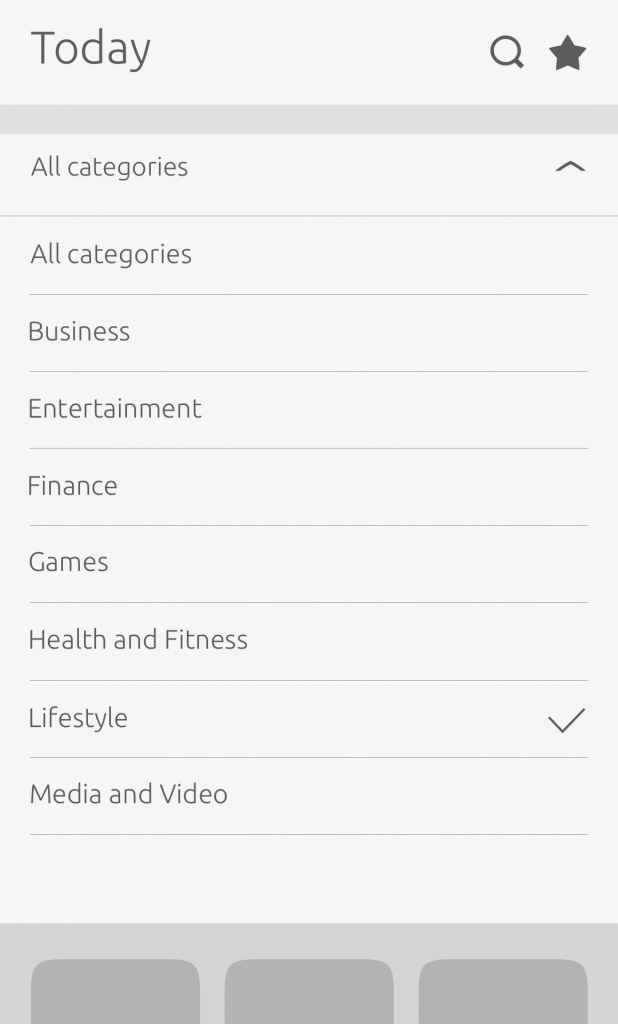 Today
All categories
All categories
Business
Entertainment
Finance
Games
Health and Fitness
Lifestyle
Media and Video